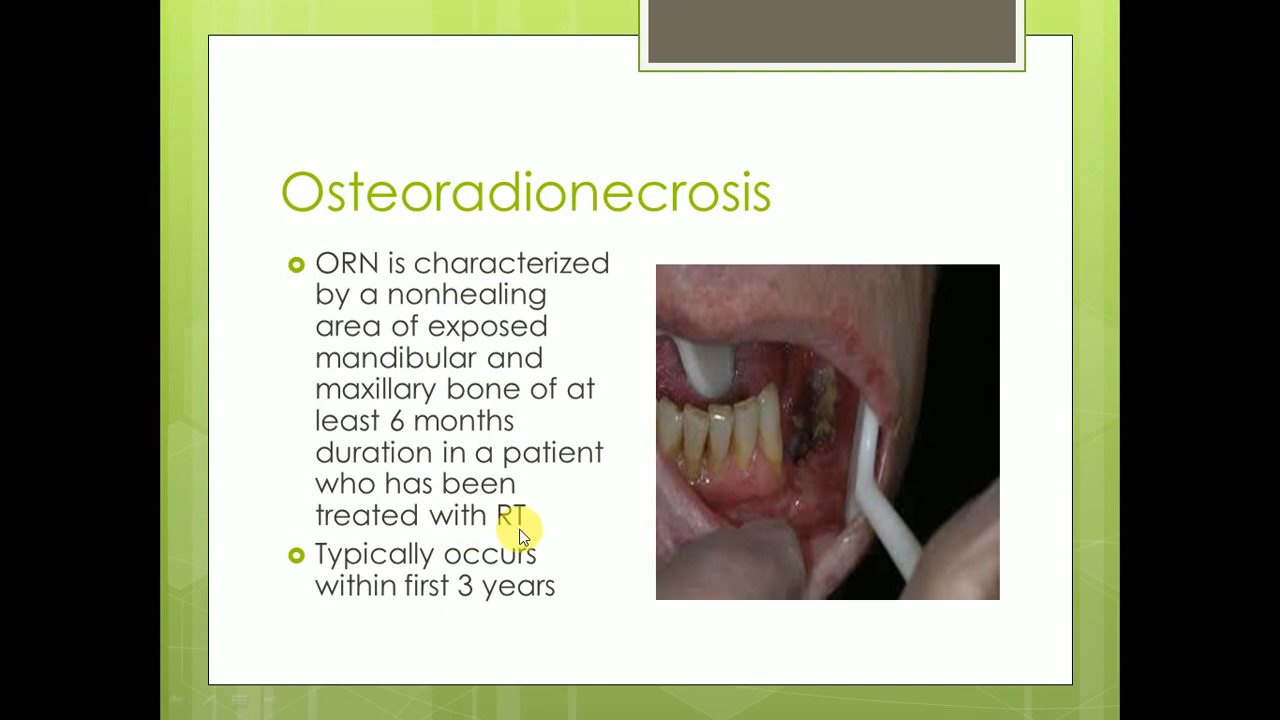 Osteoradionecrosis
ORN is characterized
by a nonhealing
area of exposed
mandibular and
maxillary bone of at
least 6 months
duration in a patient
who has been
treated with RT
Typically occurs
within first 3 years